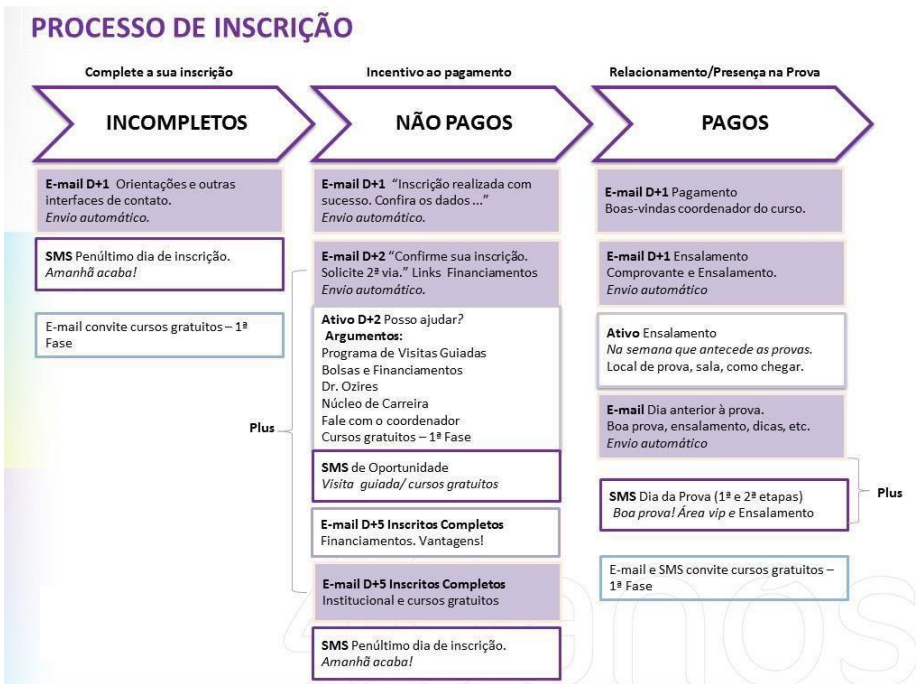 PROCESSO DE INSCRIÇÃO
Complete a sua inscrição
INCOMPLETOS
E-mail D+1 Orientações e outras
interfaces de contato.
Envio automático.
SMS Penúltimo dia de inscrição.
Amanhã acaba!
E-mail convite cursos gratuitos – 1ª
Fase
Incentivo ao pagamento
NÃO PAGOS
E-mail D+1 “Inscrição realizada com
sucesso. Confira os dados ...”
Envio automático.
E-mail D+2 “Confirme sua inscrição.
Solicite 2ª via.” Links Financiamentos
Envio automático.
Ativo D+2 Posso ajudar?
Argumentos:
Programa de Visitas Guiadas
Bolsas e Financiamentos
Dr. Ozires
Núcleo de Carreira
Fale com o coordenador
Cursos gratuitos – 1ª Fase
Plus
SMS de Oportunidade
Visita guiada/ cursos gratuitos
E-mail D+5 Inscritos Completos
Financiamentos. Vantagens!
E-mail D+5 Inscritos Completos
Institucional e cursos gratuitos
SMS Penúltimo dia de inscrição.
Amanhã acaba!
Relacionamento/Presença na Prova
PAGOS
E-mail D+1 Pagamento
Boas-vindas coordenador do curso.
E-mail D+1 Ensalamento
Comprovante e Ensalamento.
Envio automático
Ativo Ensalamento
Na semana que antecede as provas.
Local de prova, sala, como chegar.
E-mail Dia anterior à prova.
Boa prova, ensalamento, dicas, etc.
Envio automático
SMS Dia da Prova (1ª e 2ª etapas)
Boa prova! Área vip e Ensalamento
Plus
E-mail e SMS convite cursos gratuitos –
1ª Fase